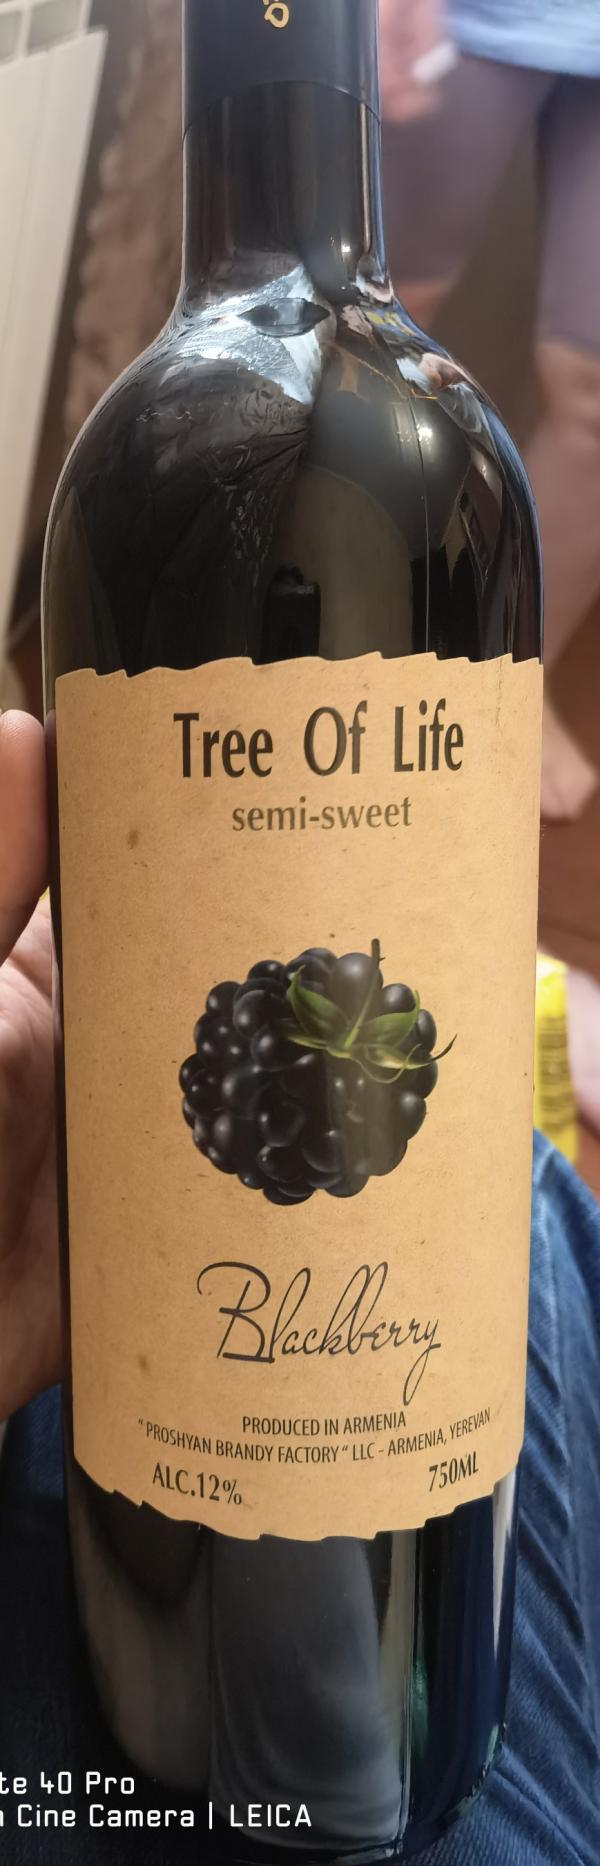 Tree Of Life
semi-sweet
Blackberry
PRODUCED IN ARMENIA
"PROSHYAN BRANDY FACTORY" LLC - ARMENIA, YEREVAN
ALC.12%
750ML
te 40 Pro
Cine Camera | LEICA